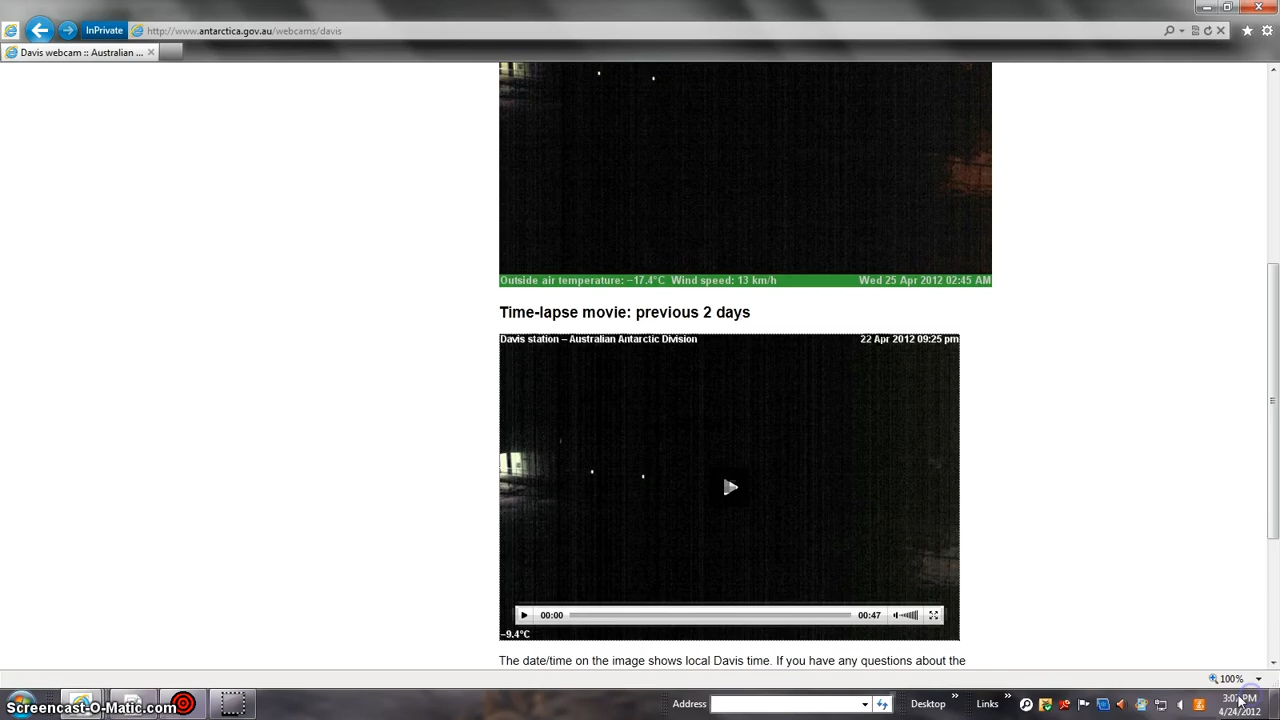 InPrivate
http://www.antarctica.gov.au/webcams/davis
Davis webcam :: Australian ...
Outside air temperature: −17.4°C Wind speed: 13 km/h Wed 25 Apr 2012 02:45 AM
Time-lapse movie: previous 2 days
Davis station – Australian Antarctic Division 22 Apr 2012 09:25 pm
00:00 00:47
−9.4°C
The date/time on the image shows local Davis time. If you have any questions about the
100%
Screencast-O-Matic.com
Address
Desktop
Links
PM
4/24/2012